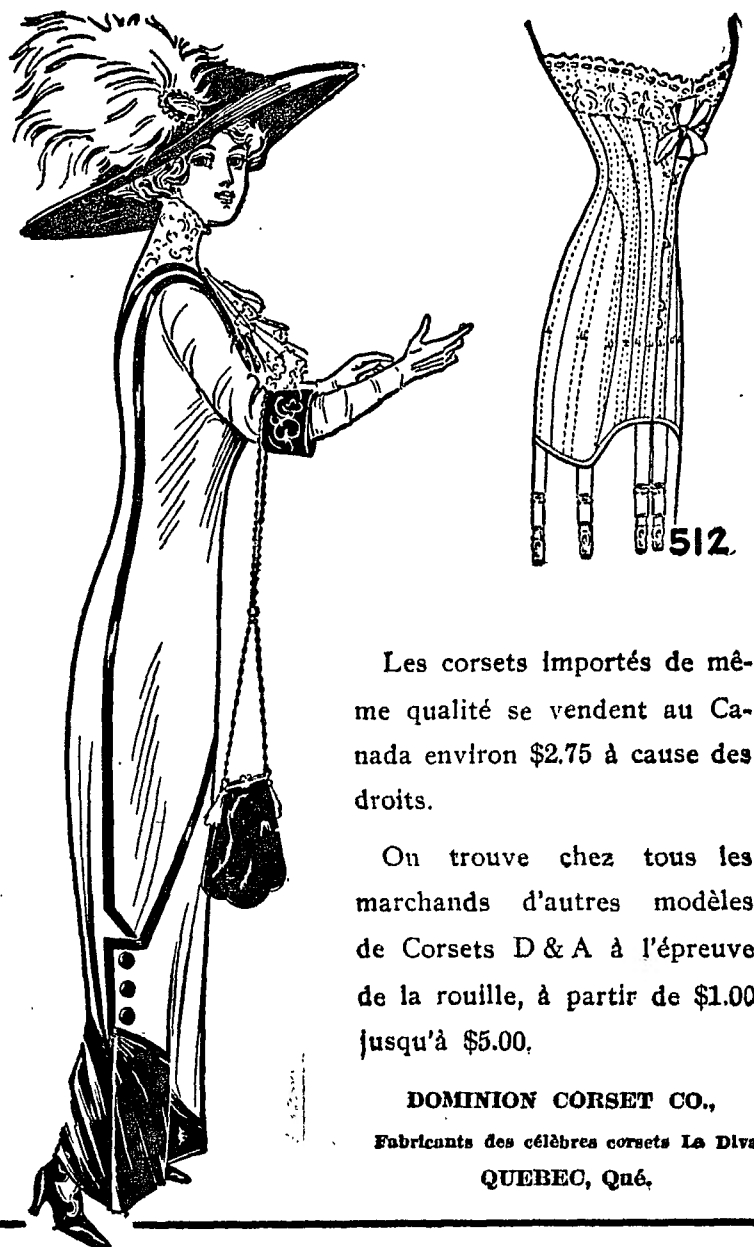 512
Les corsets importés de mê-
me qualité se vendent au Ca-
nada environ $2.75 à cause des
droits.
On trouve chez tous les
marchands d'autres modèles
de Corsets D & A à l'épreuve
de la rouille, à partir de $1.00
jusqu'à $5.00.
DOMINION CORSET CO.,
Fabricants des célèbres corsets La Diva
QUEBEC, Qué.